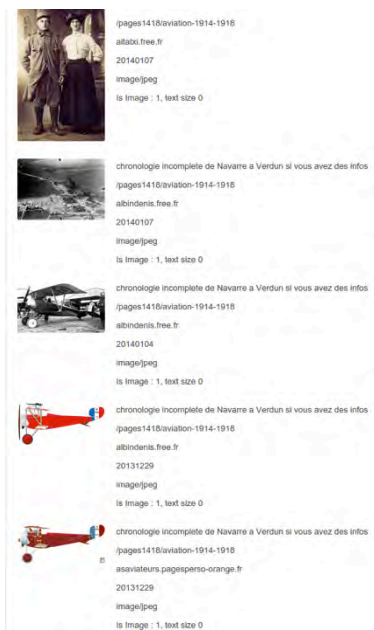 /pages1418/aviation-1914-1918
aitatxi.free.fr
20140107
image/jpeg
Is Image : 1, text size 0
chronologie incomplete de Navarre a Verdun si vous avez des infos
/pages1418/aviation-1914-1918
albindenis.free.fr
20140107
image/jpeg
Is Image : 1, text size 0
chronologie incomplete de Navarre a Verdun si vous avez des infos
/pages1418/aviation-1914-1918
albindenis.free.fr
20140104
image/jpeg
Is Image : 1, text size 0
chronologie incomplete de Navarre a Verdun si vous avez des infos
/pages1418/aviation-1914-1918
albindenis.free.fr
20131229
image/jpeg
Is Image : 1, text size 0
chronologie incomplete de Navarre a Verdun si vous avez des infos
/pages1418/aviation-1914-1918
asaviateurs.pagesperso-orange.fr
20131229
image/jpeg
Is Image : 1, text size 0